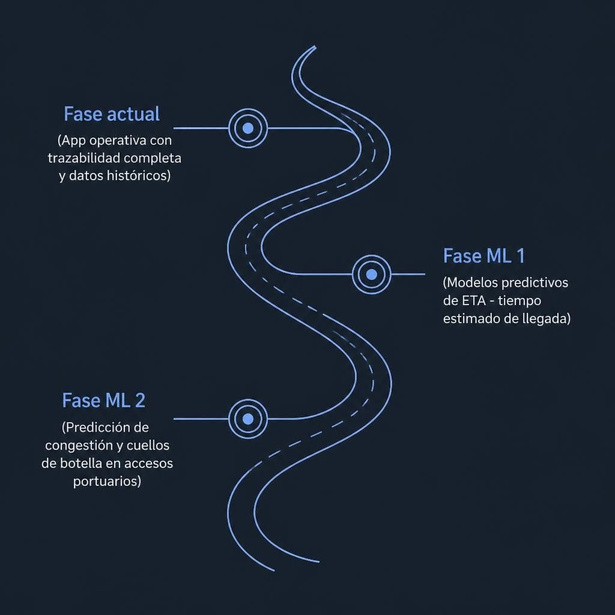 Fase actual
(App operativa con
trazabilidad completa
y datos históricos)
Fase ML 1
(Modelos predictivos
de ETA - tiempo
estimado de llegada)
Fase ML 2
(Predicción de
congestión y cuellos
de botella en accesos
portuarios)